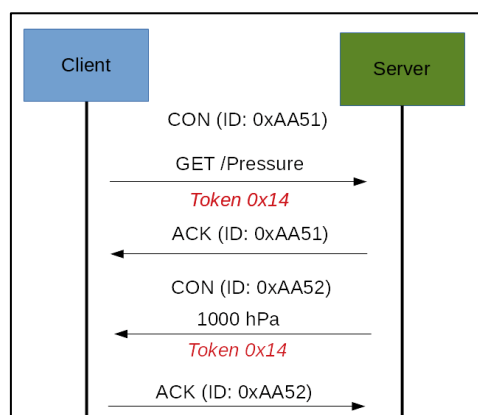 Client
Server
CON (ID: 0xAA51)
GET /Pressure
Token 0x14
ACK (ID: 0xAA51)
CON (ID: 0xAA52)
1000 hPa
Token 0x14
ACK (ID: 0xAA52)